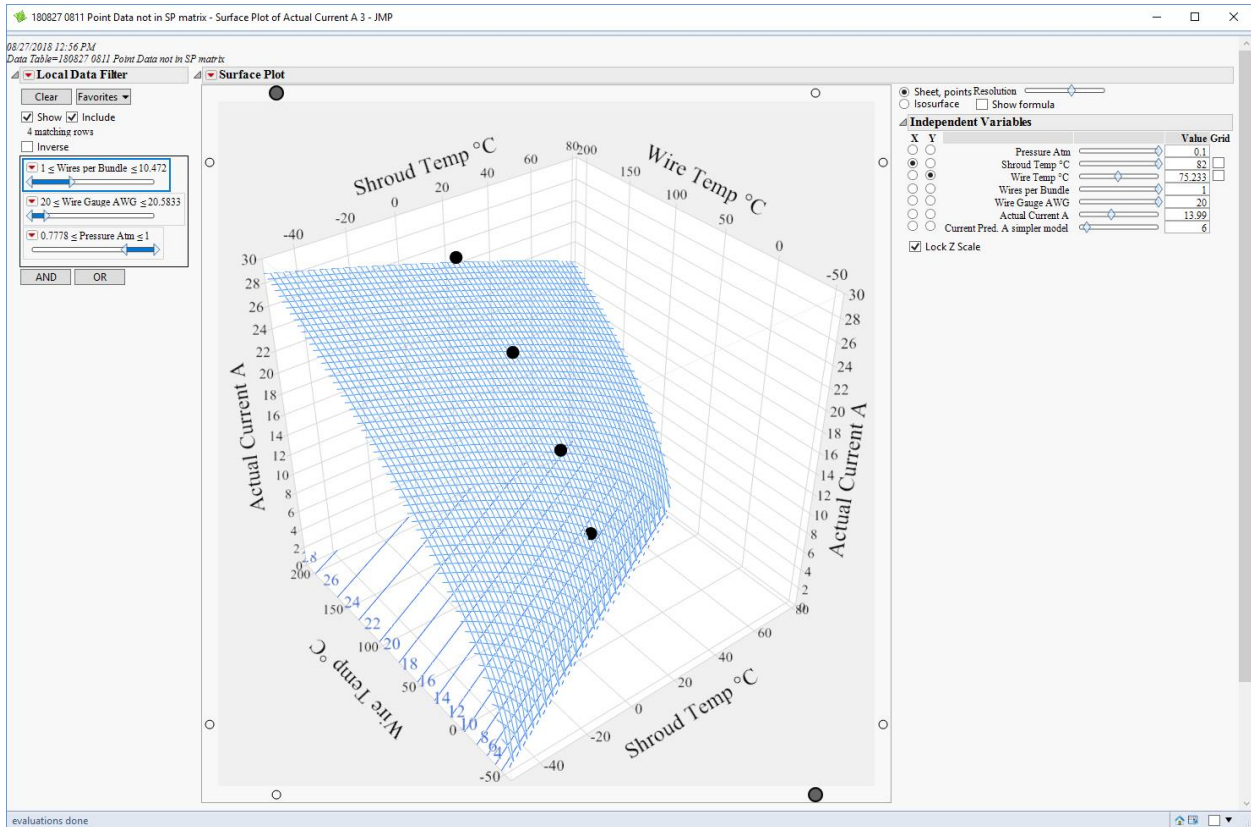 180827 0811 Point Data not in SP matrix - Surface Plot of Actual Current A 3 - JMP
08/27/2018 12:56 PM
Data Table=180827 0811 Point Data not in SP matrix
Local Data Filter
Clear Favorites
Show Include
4 matching rows
Inverse
1 ≤ Wires per Bundle ≤ 10.472
20 ≤ Wire Gauge AWG ≤ 20.5833
0.7778 ≤ Pressure Atm ≤ 1
AND OR
Surface Plot
Shroud Temp °C
-40 -20 0 20 40 60 80
Wire Temp °C
200 150 100 50 0 -50
Actual Current A
30 28 26 24 22 20 18 16 14 12 10 8 6 4 2 0
Actual Current A
30 28 26 24 22 20 18 16 14 12 10 8 6 4 2 0
Wire Temp °C
200 150 100 50 0 -50
28 26 24 22 20 18 16 14 12 10 8 6 4
Shroud Temp °C
-40 -20 0 20 40 60 80
Sheet, points Resolution
Isosurface Show formula
Independent Variables
X Y Value Grid
Pressure Atm 0.1
Shroud Temp °C 82
Wire Temp °C 75.233
Wires per Bundle 1
Wire Gauge AWG 20
Actual Current A 13.99
Current Pred. A simpler model 6
Lock Z Scale
evaluations done